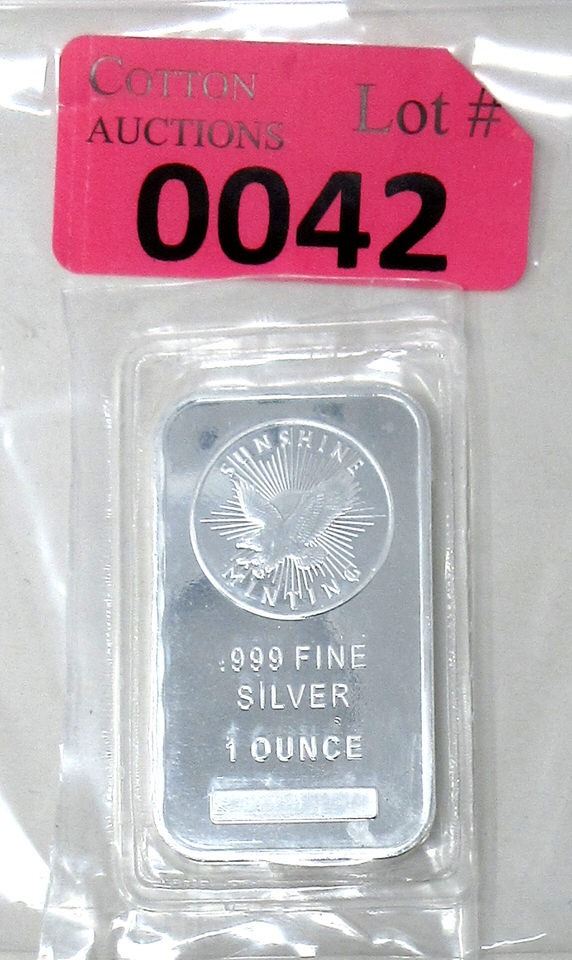 COTTON
AUCTIONS
Lot #
0042
SUNSHINE
MINTING
.999 FINE
SILVER
S
1 OUNCE